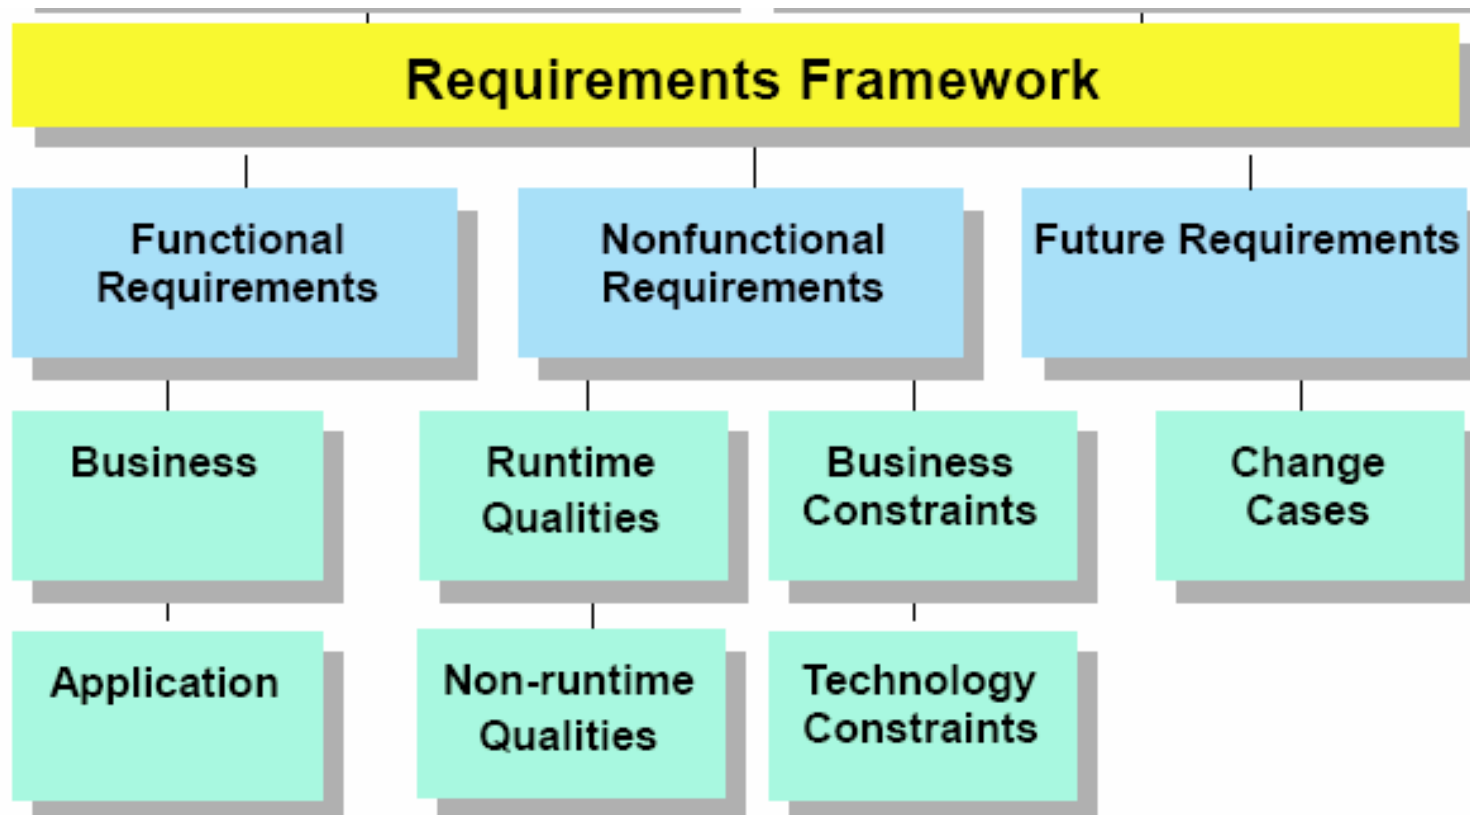 Requirements Framework
Functional
Requirements
Nonfunctional
Requirements
Future Requirements
Business
Runtime
Qualities
Business
Constraints
Change
Cases
Application
Non-runtime
Qualities
Technology
Constraints